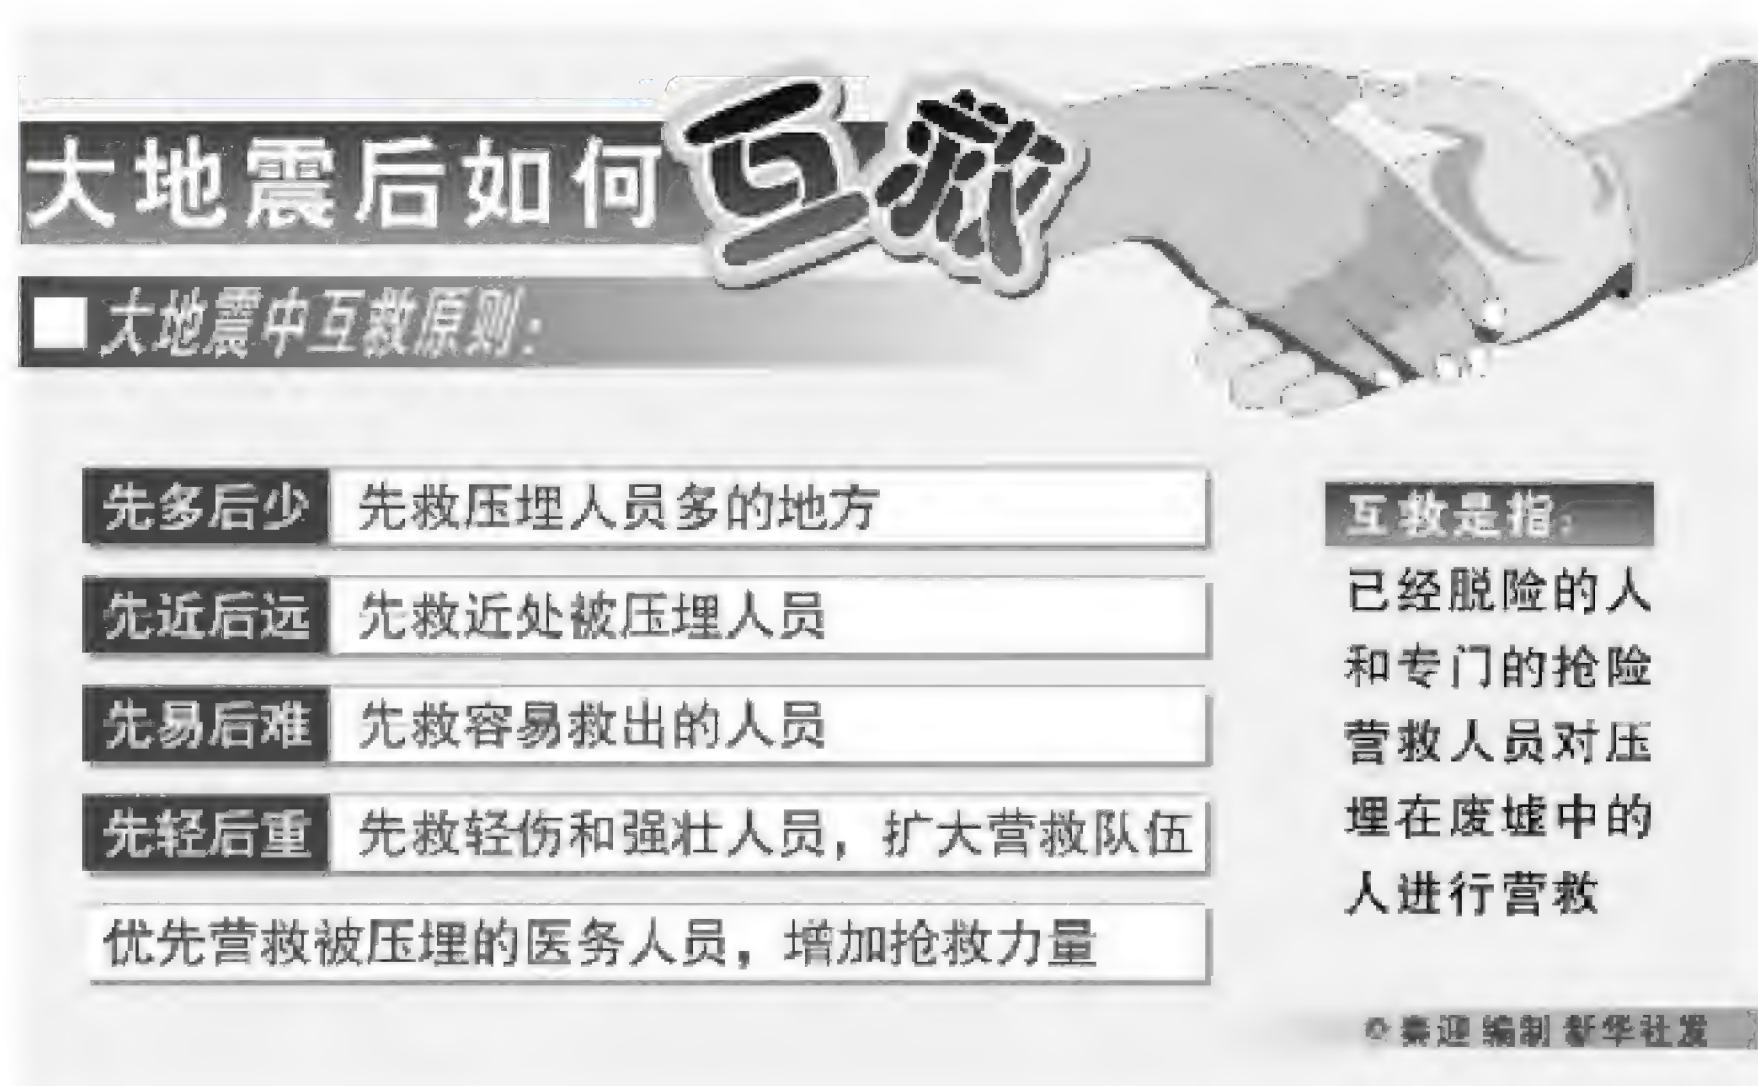 大地震后如何互救
大地震中互救原则：
先多后少 先救压埋人员多的地方
先近后远 先救近处被压埋人员
先易后难 先救容易救出的人员
先轻后重 先救轻伤和强壮人员，扩大营救队伍
优先营救被压埋的医务人员，增加抢救力量
互救是指：
已经脱险的人
和专门的抢险
营救人员对压
埋在废墟中的
人进行营救
秦迎 编制 新华社发